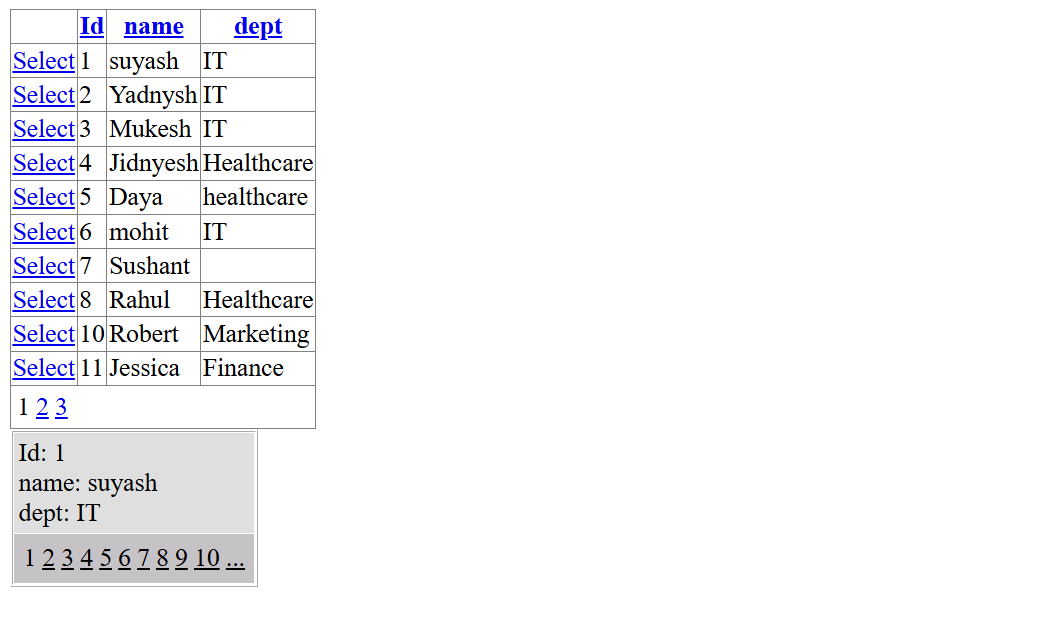 Id name dept
Select 1 suyash IT
Select 2 Yadnysh IT
Select 3 Mukesh IT
Select 4 Jidnyesh Healthcare
Select 5 Daya healthcare
Select 6 mohit IT
Select 7 Sushant
Select 8 Rahul Healthcare
Select 10 Robert Marketing
Select 11 Jessica Finance
1 2 3
Id: 1
name: suyash
dept: IT
1 2 3 4 5 6 7 8 9 10 ...